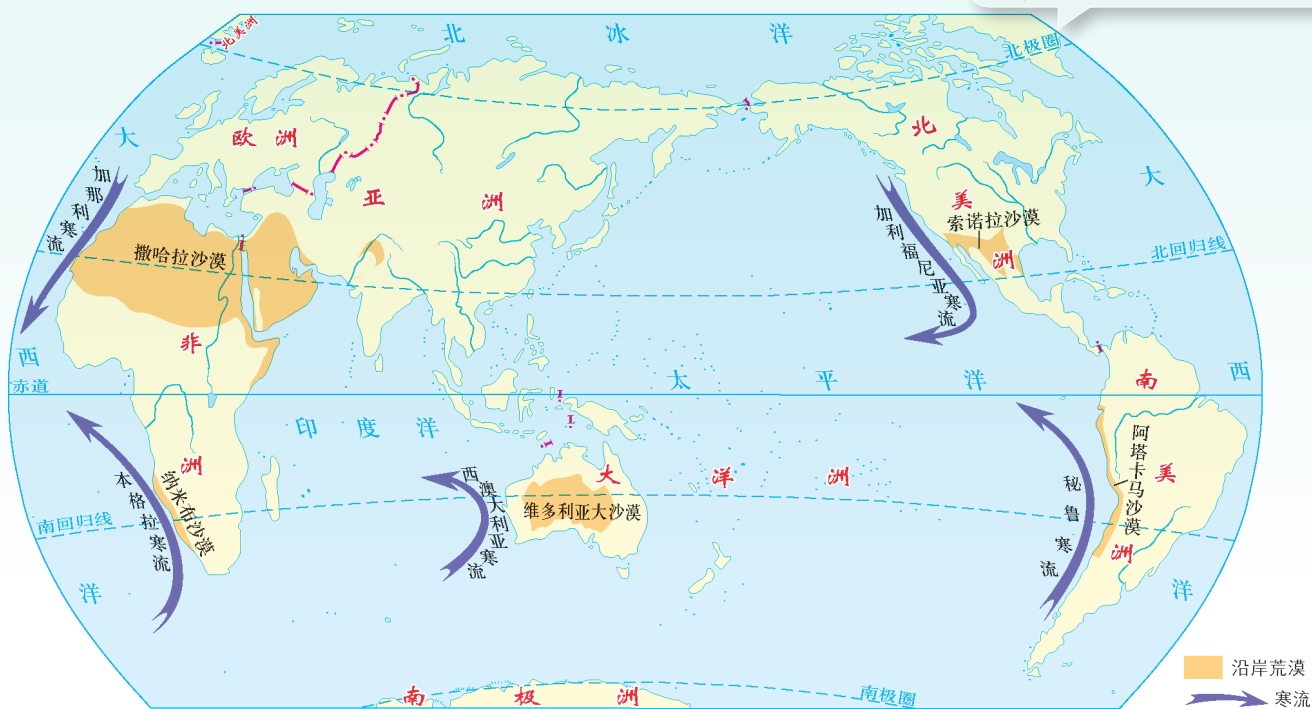 北美洲
北冰洋
北极圈
大
欧洲
北
加那利寒流
亚洲
美
大
索诺拉沙漠
加利福尼亚寒流
撒哈拉沙漠
洲
北回归线
非
西
赤道
太平洋
南
西
印度洋
洲
本格拉寒流
纳米布沙漠
西澳大利亚寒流
大洋洲
维多利亚大沙漠
秘鲁寒流
阿塔卡马沙漠
美
南回归线
洲
洋
洋
南极洲
南极圈
沿岸荒漠
寒流